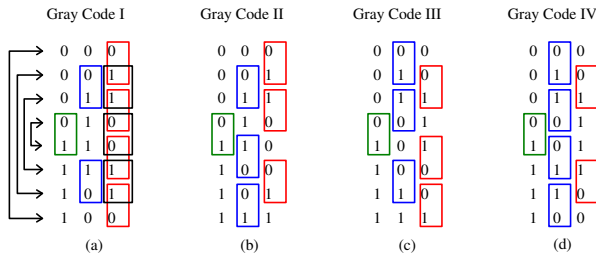 Gray Code I Gray Code II Gray Code III Gray Code IV
0 0 0 0 0 0 0 0 0 0 0 0
0 0 1 0 0 1 0 1 0 0 1 0
0 1 1 0 1 1 0 1 1 0 1 1
0 1 0 0 1 0 0 0 1 0 0 1
1 1 0 1 1 0 1 0 1 1 0 1
1 1 1 1 0 0 1 0 0 1 1 1
1 0 1 1 0 1 1 1 0 1 1 0
1 0 0 1 1 1 1 1 1 1 0 0
(a) (b) (c) (d)